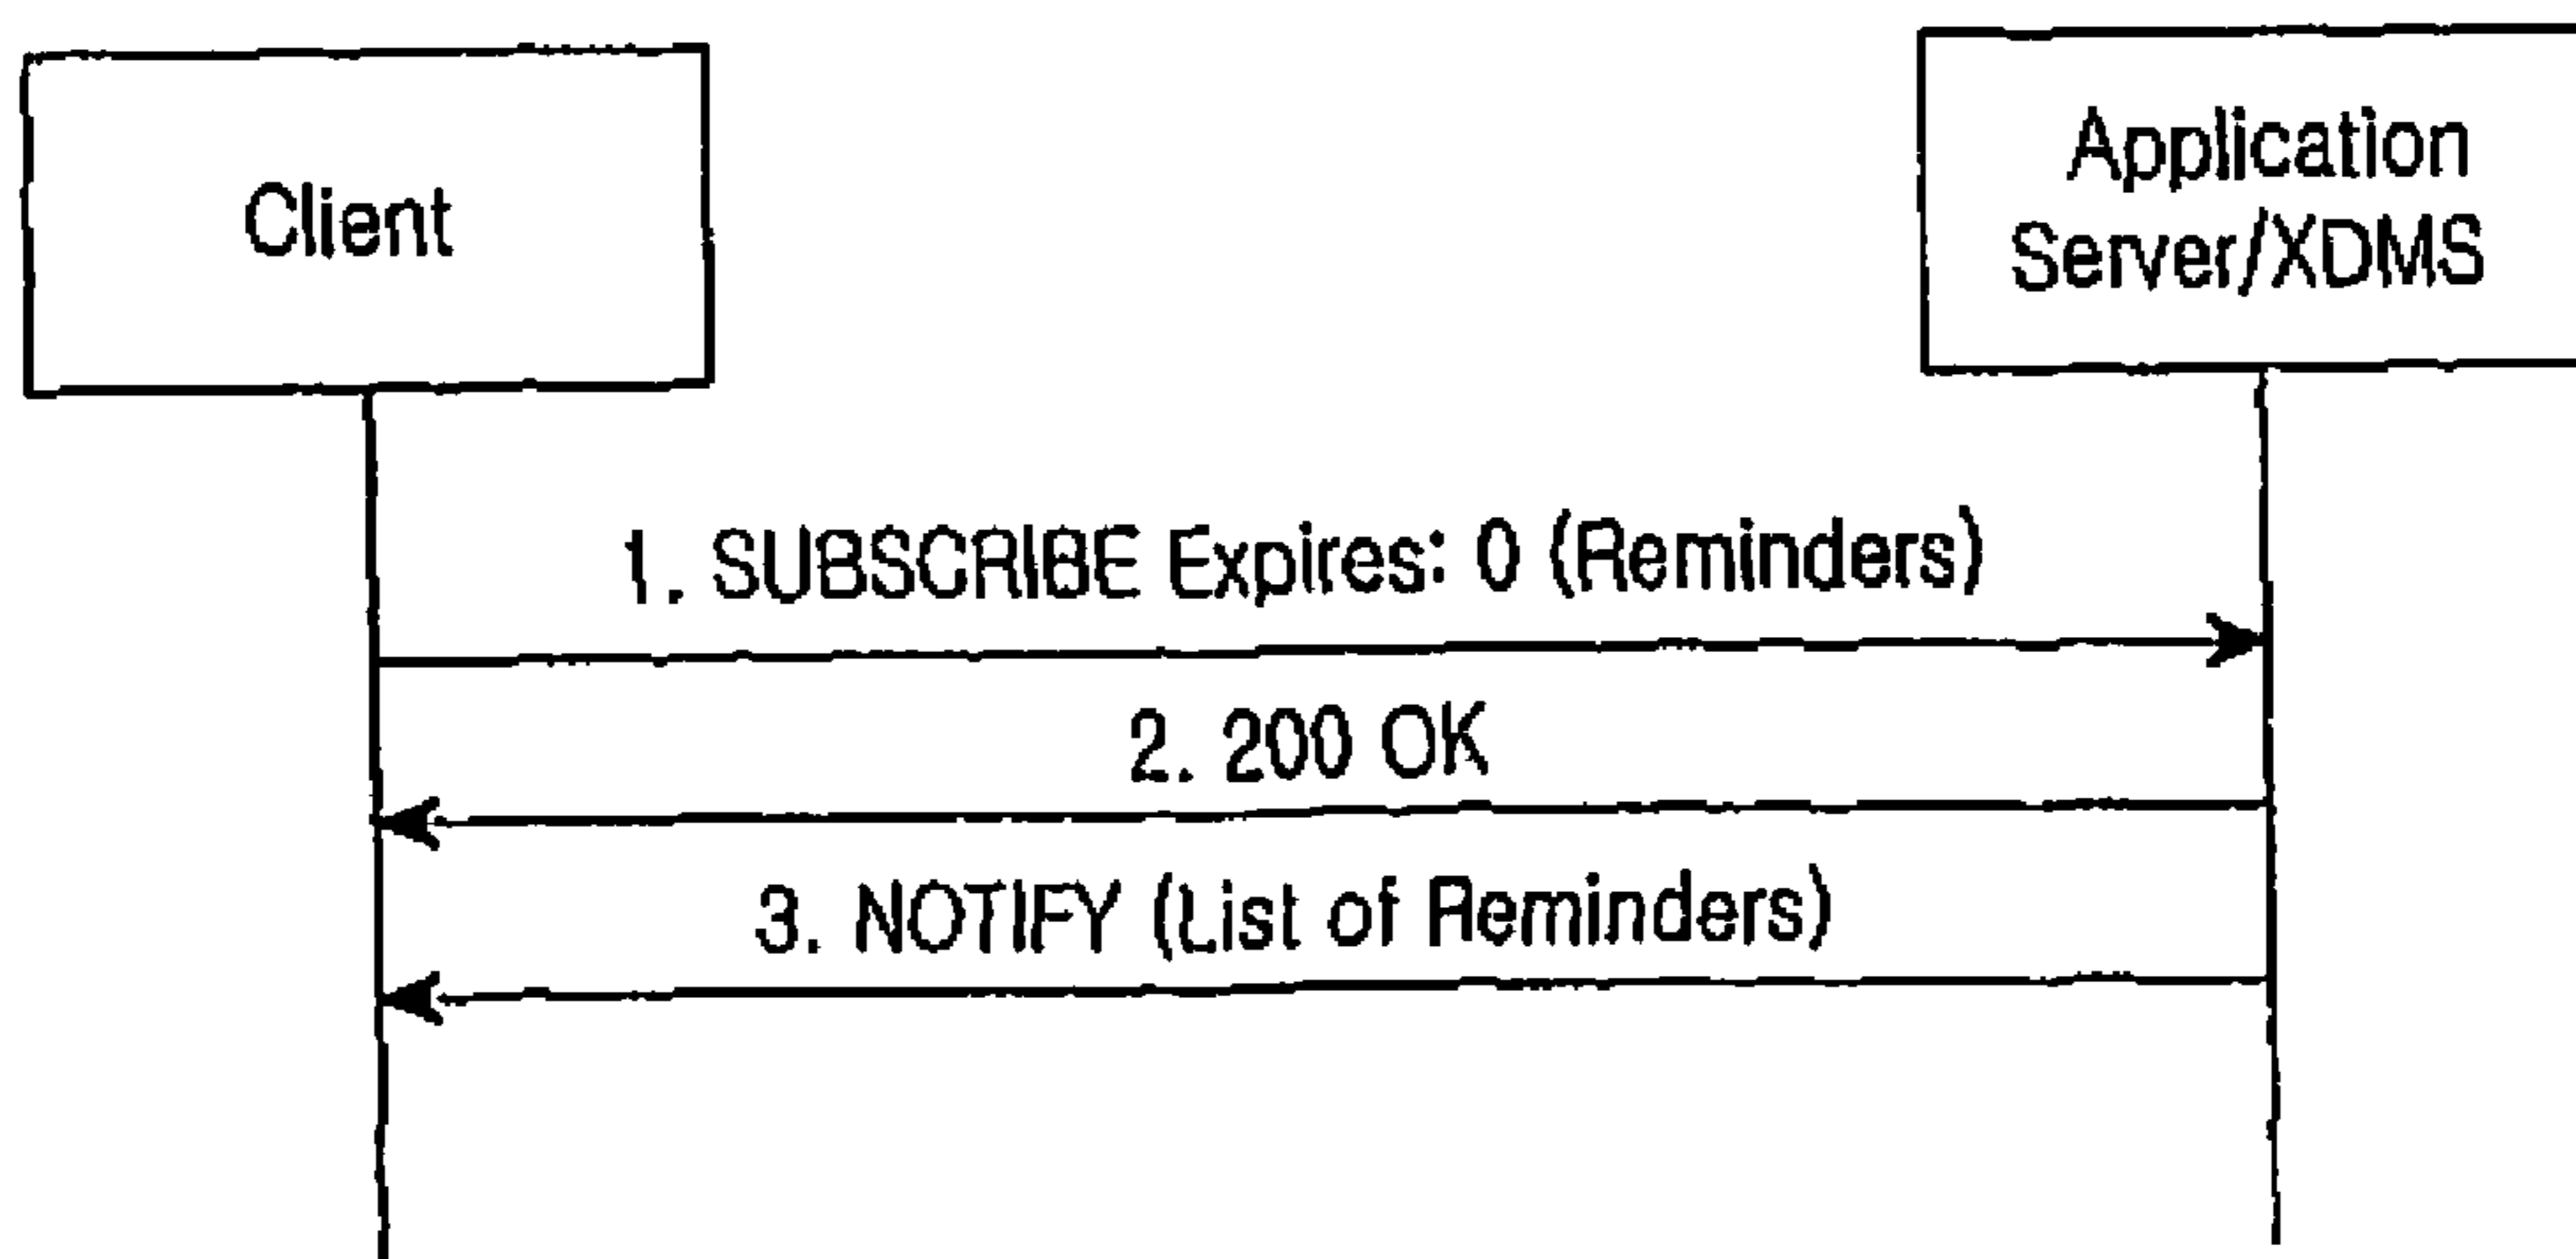 Client
Application
Server/XDMS
1. SUBSCRIBE Expires: 0 (Reminders)
2. 200 OK
3. NOTIFY (List of Reminders)